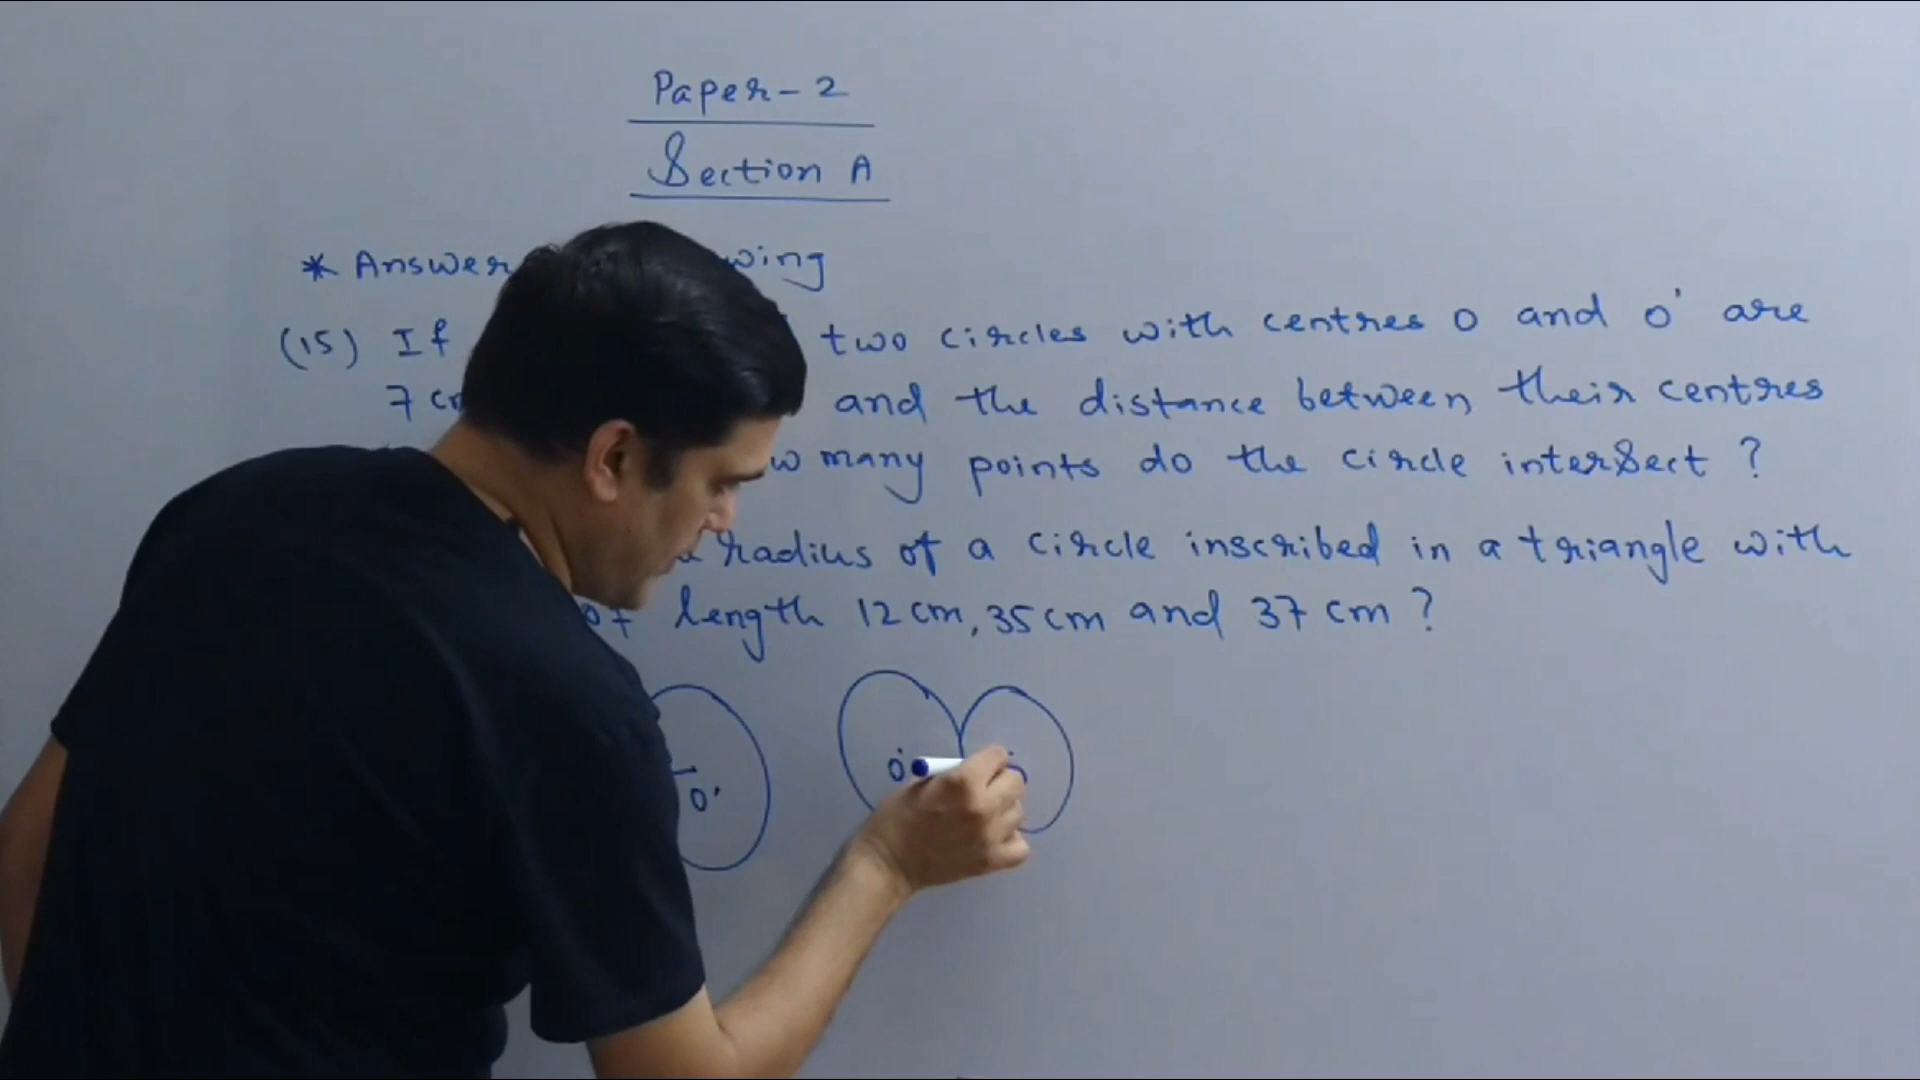 Paper-2
Section A
* Answer wing
(15) If two circles with centres O and O' are
7 and the distance between their centres
many points do the circle intersect ?
radius of a circle inscribed in a triangle with
of length 12 cm, 35 cm and 37 cm ?
O'
O